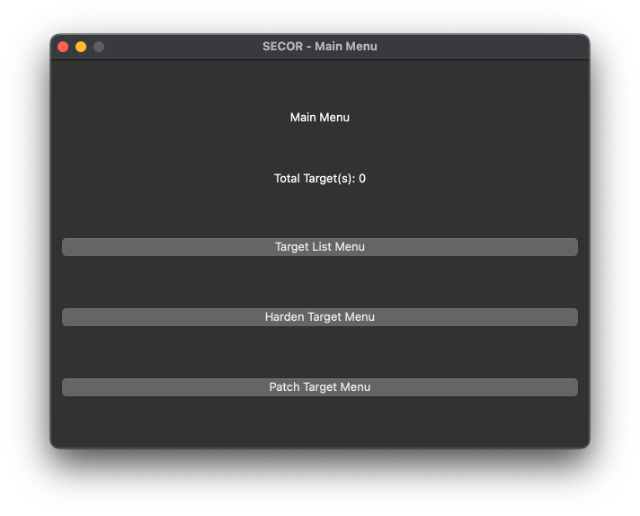 SECOR - Main Menu
Main Menu
Total Target(s): 0
Target List Menu
Harden Target Menu
Patch Target Menu